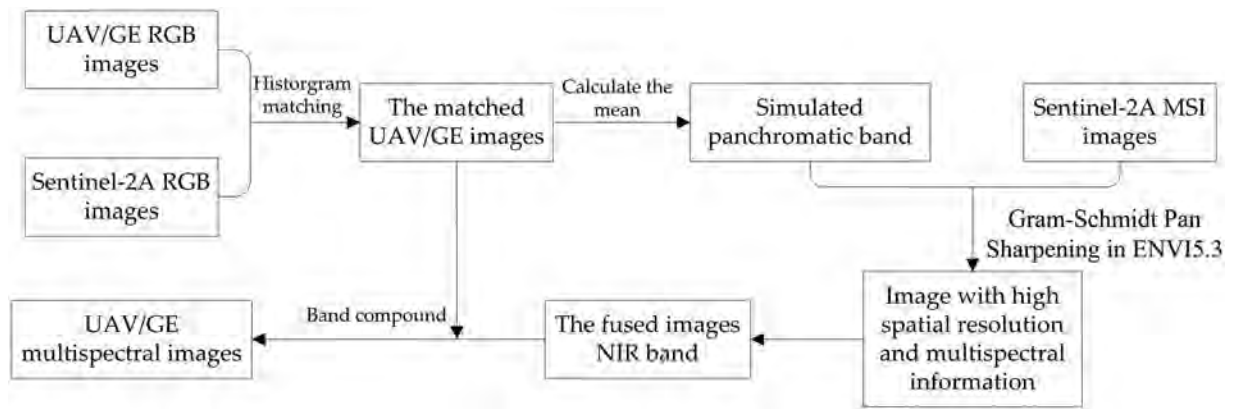 UAV/GE RGB
images
Historgram
matching
The matched
UAV/GE images
Calculate the
mean
Simulated
panchromatic band
Sentinel-2A MSI
images
Sentinel-2A RGB
images
Gram-Schmidt Pan
Sharpening in ENVI5.3
UAV/GE
multispectral images
Band compound
The fused images
NIR band
Image with high
spatial resolution
and multispectral
information